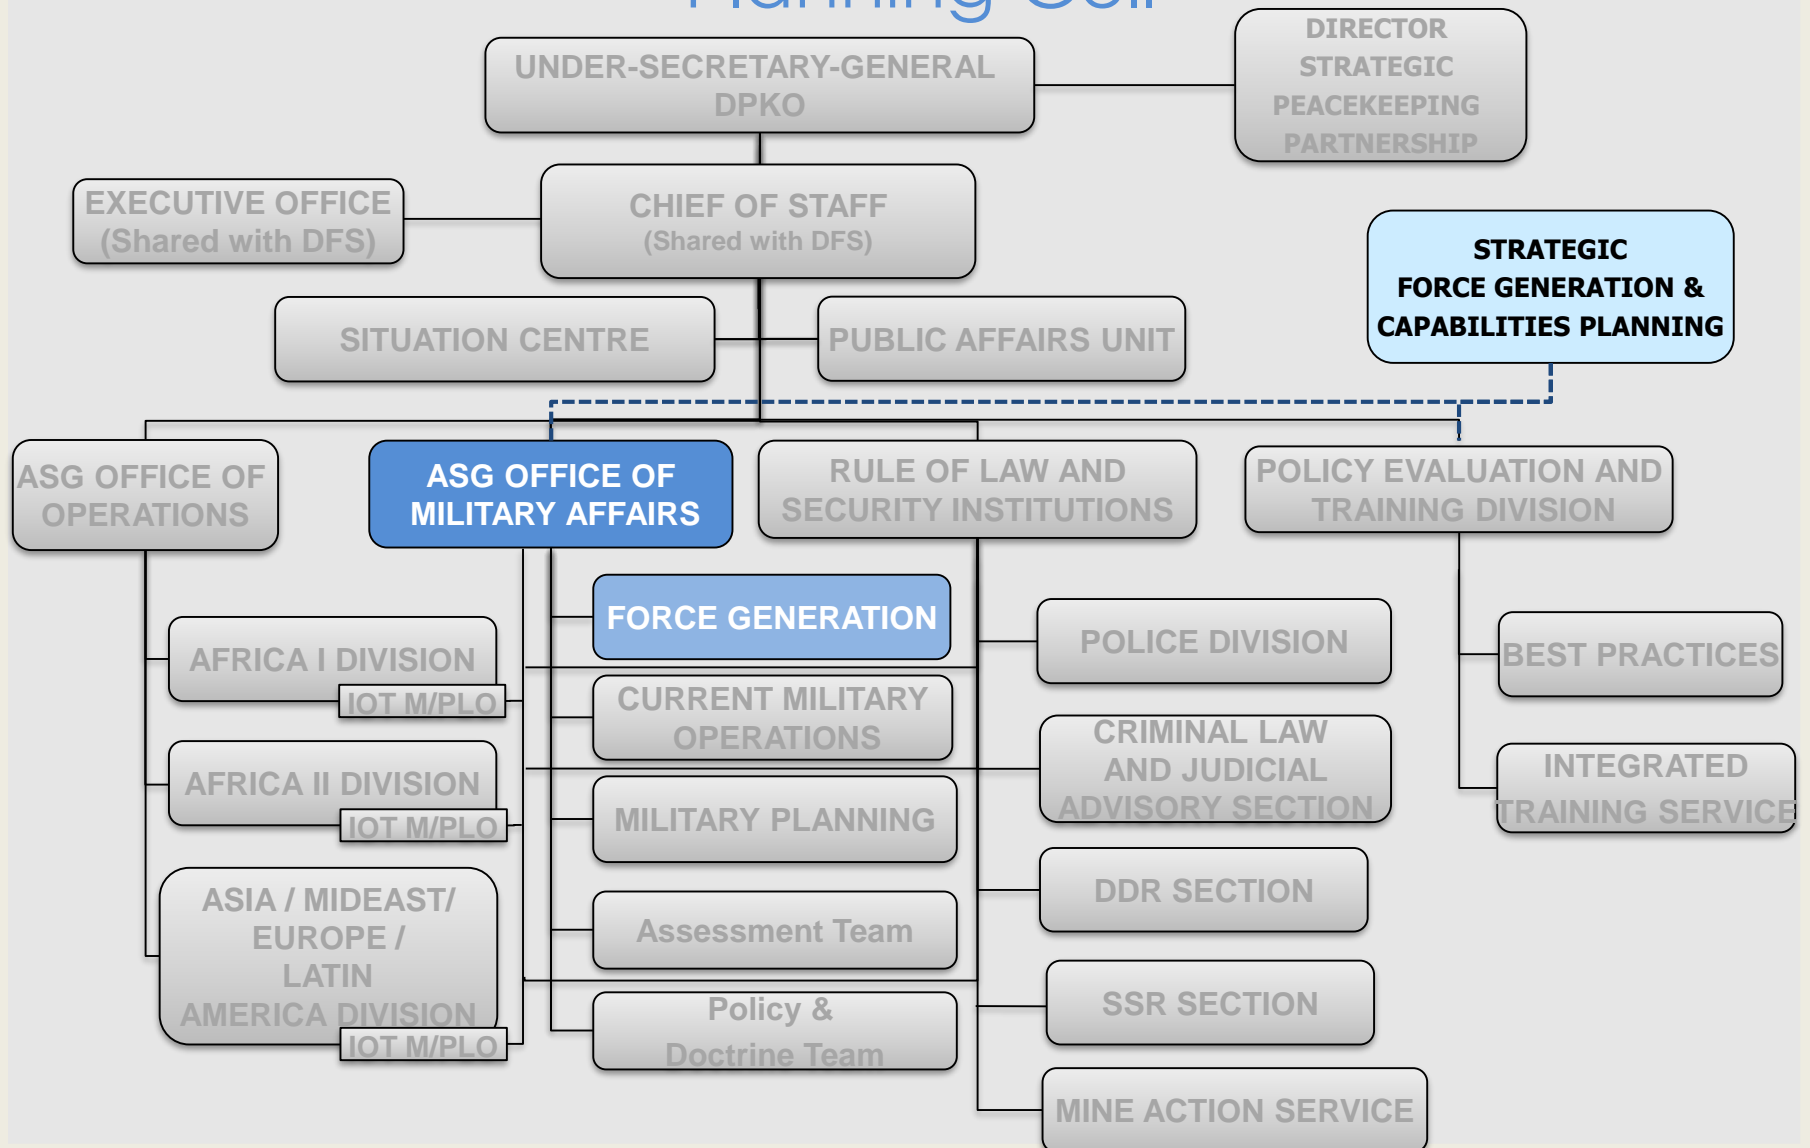 Planning Cell
UNDER-SECRETARY-GENERAL
DPKO
DIRECTOR
STRATEGIC
PEACEKEEPING
PARTNERSHIP
EXECUTIVE OFFICE
(Shared with DFS)
CHIEF OF STAFF
(Shared with DFS)
STRATEGIC
FORCE GENERATION &
CAPABILITIES PLANNING
SITUATION CENTRE
PUBLIC AFFAIRS UNIT
ASG OFFICE OF
OPERATIONS
ASG OFFICE OF
MILITARY AFFAIRS
RULE OF LAW AND
SECURITY INSTITUTIONS
POLICY EVALUATION AND
TRAINING DIVISION
AFRICA I DIVISION
IOT M/PLO
AFRICA II DIVISION
IOT M/PLO
ASIA / MIDEAST/
EUROPE /
LATIN
AMERICA DIVISION
IOT M/PLO
FORCE GENERATION
CURRENT MILITARY
OPERATIONS
MILITARY PLANNING
Assessment Team
Policy &
Doctrine Team
POLICE DIVISION
CRIMINAL LAW
AND JUDICIAL
ADVISORY SECTION
DDR SECTION
SSR SECTION
MINE ACTION SERVICE
BEST PRACTICES
INTEGRATED
TRAINING SERVICE